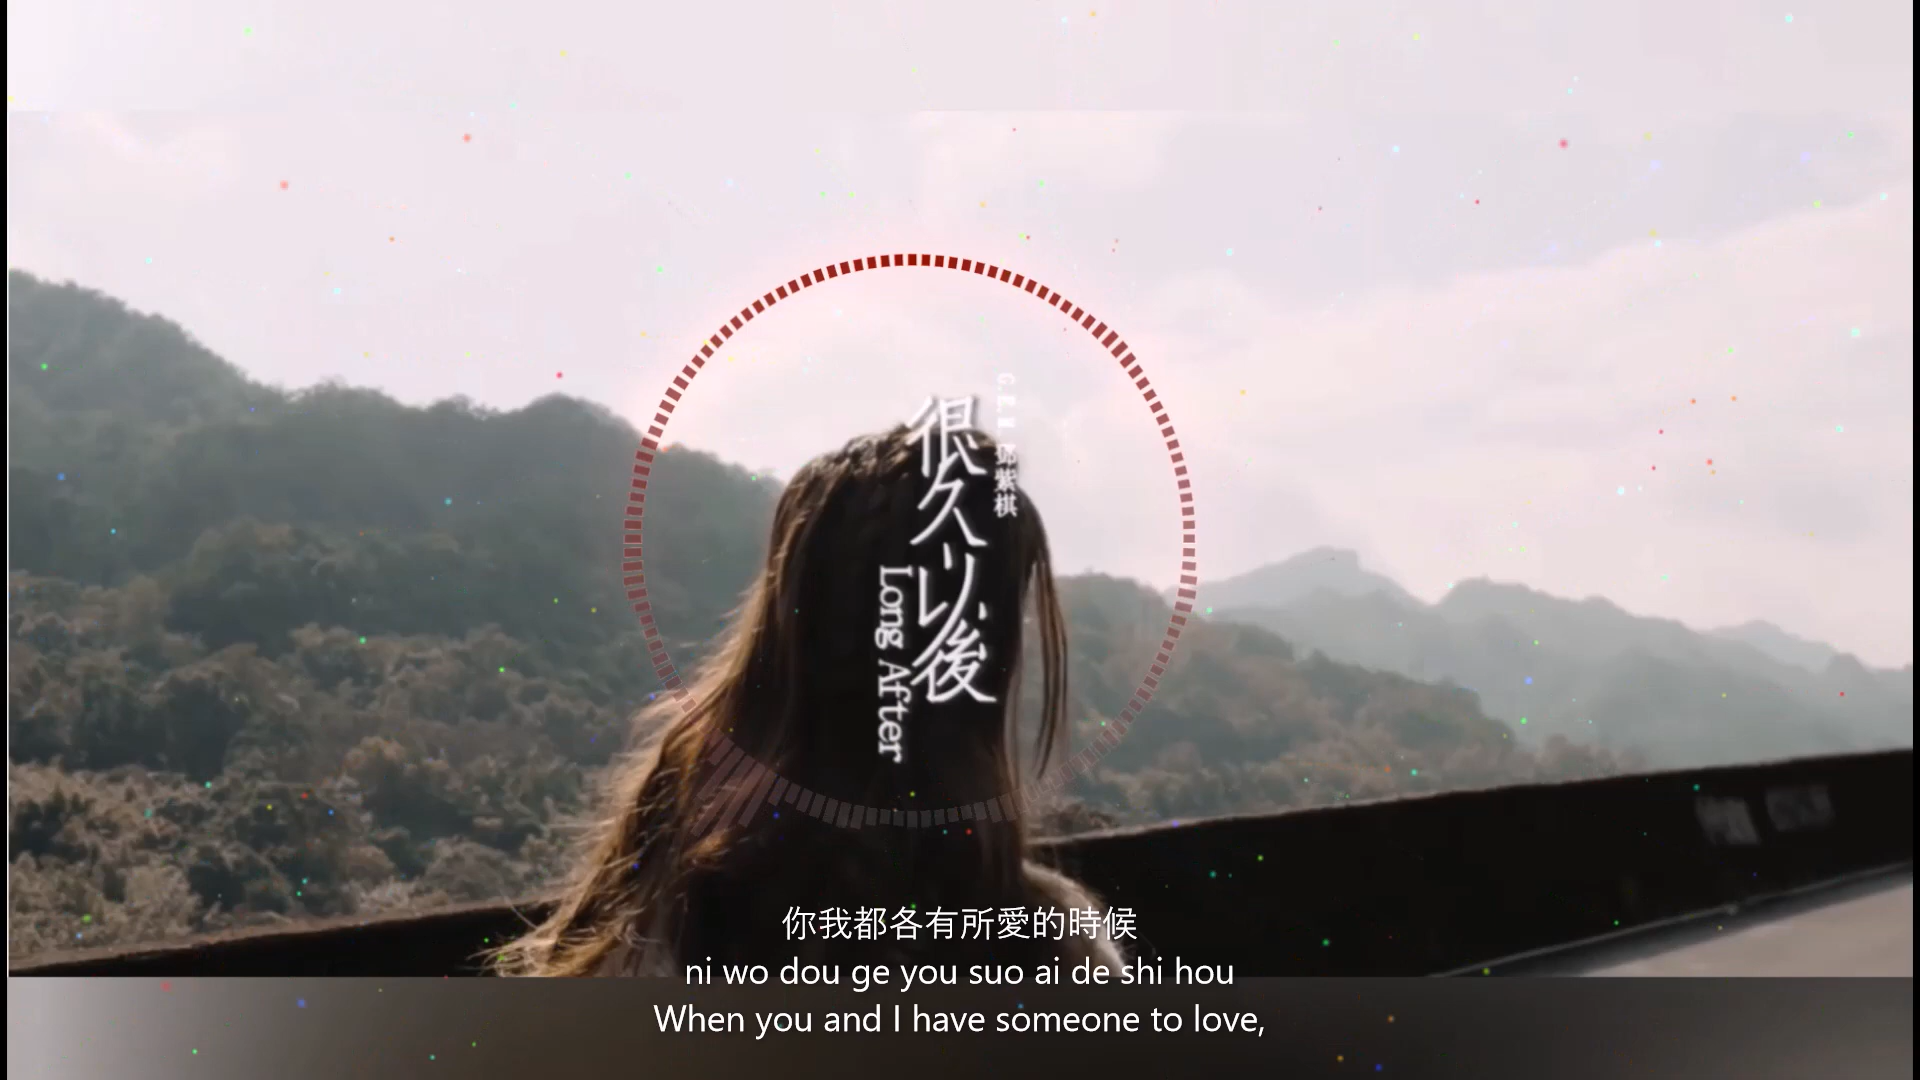 G.E.M. 鄧紫棋
很久以後
Long After
你我都各有所愛的時候
ni wo dou ge you suo ai de shi hou
When you and I have someone to love,